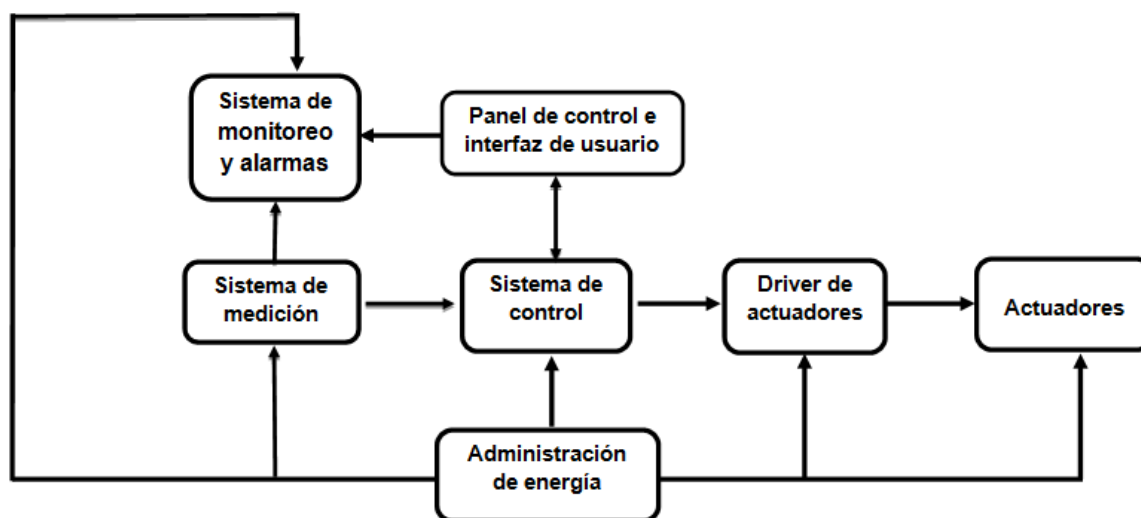 Sistema de
monitoreo
y alarmas
Panel de control e
interfaz de usuario
Sistema de
medición
Sistema de
control
Driver de
actuadores
Actuadores
Administración
de energía